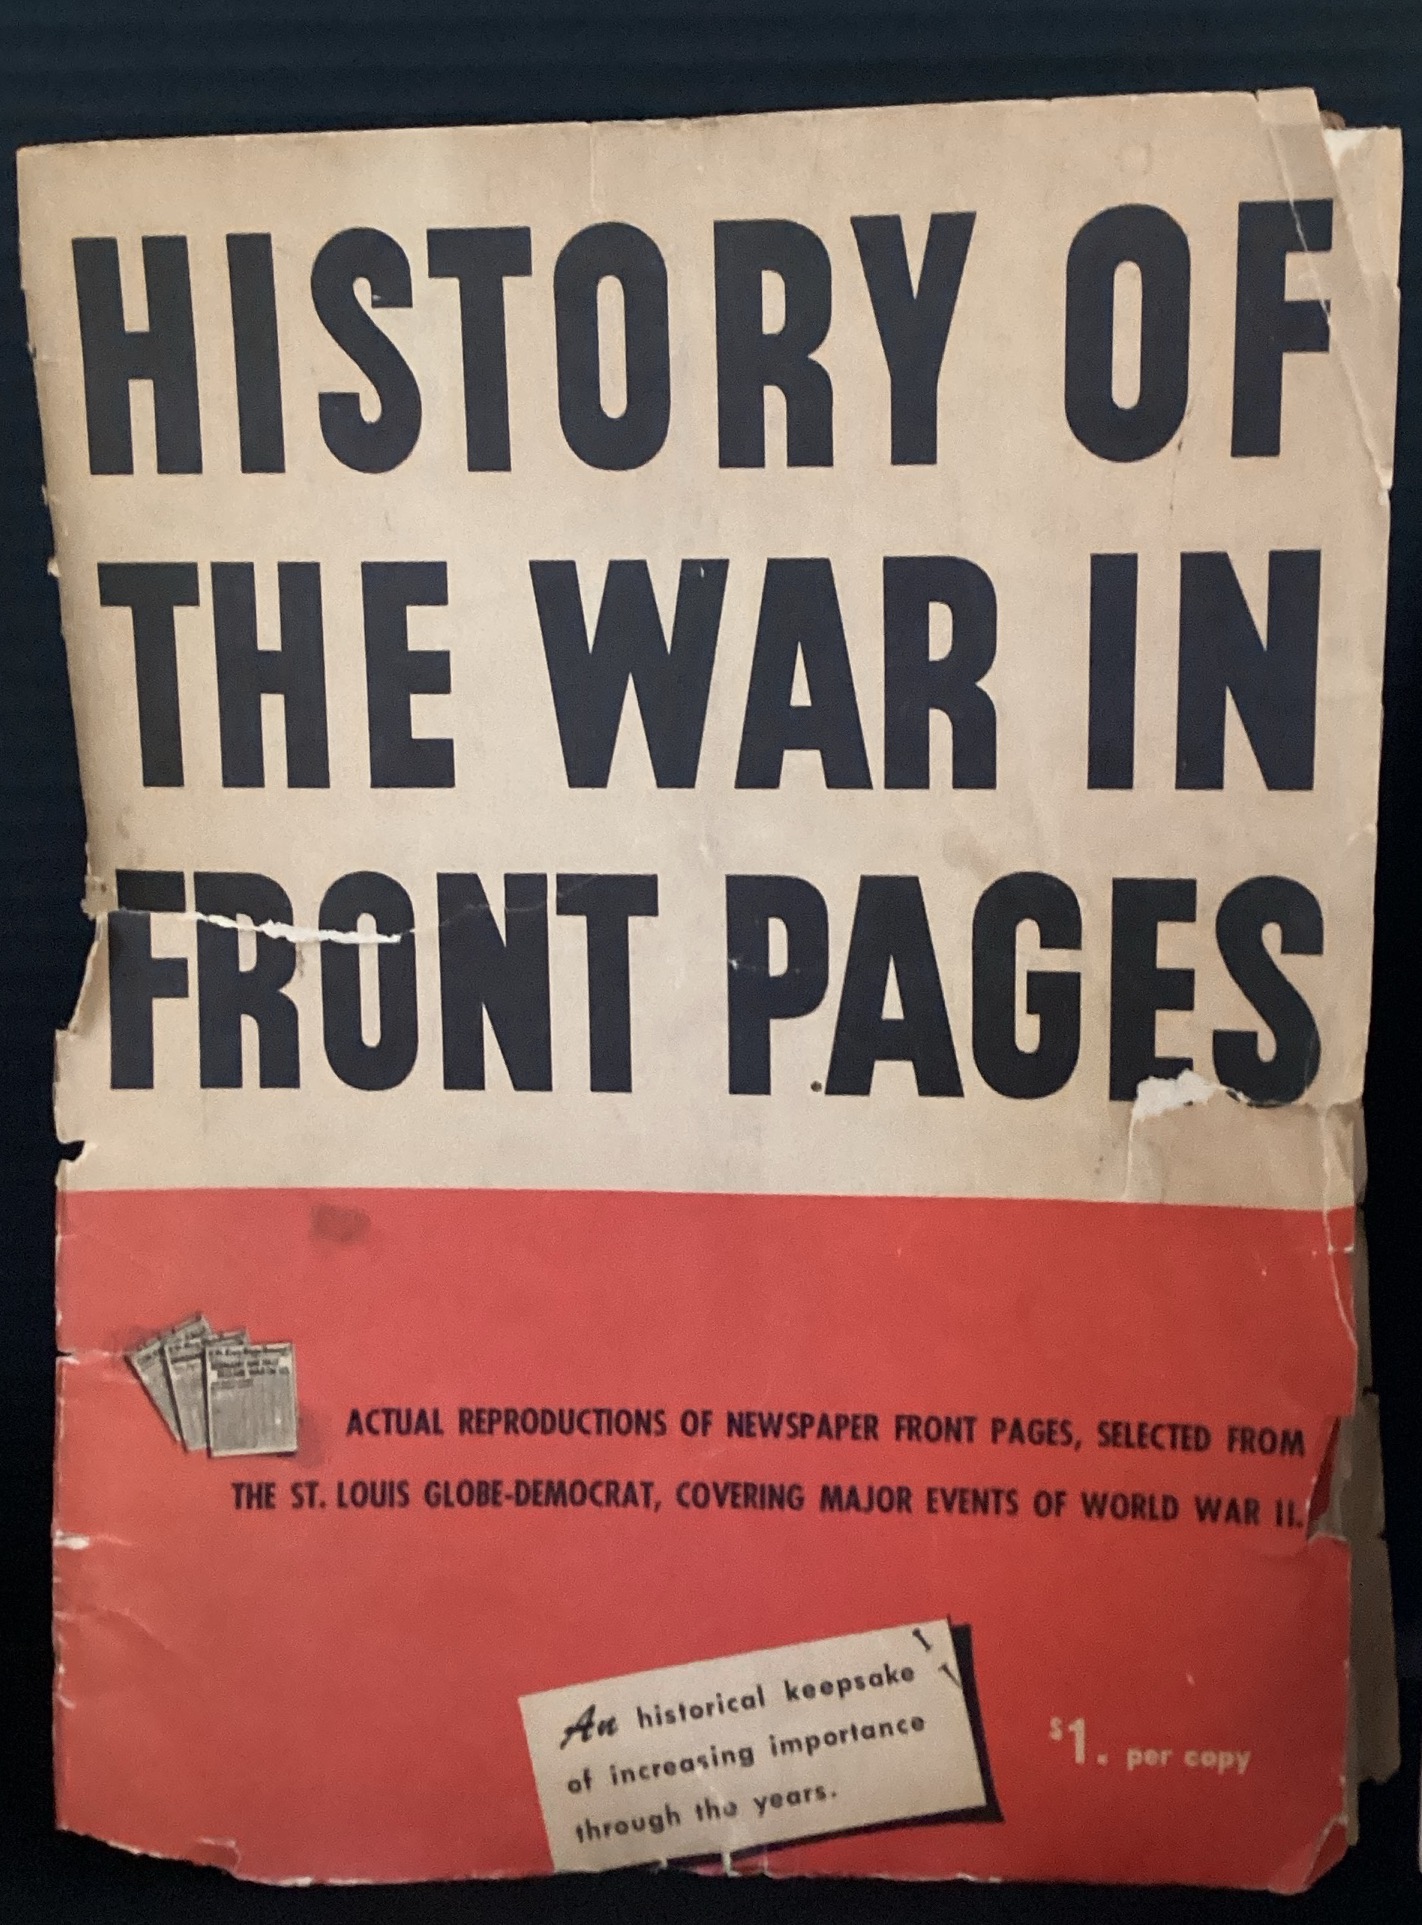 HISTORY OF
THE WAR IN
FRONT PAGES
ACTUAL REPRODUCTIONS OF NEWSPAPER FRONT PAGES, SELECTED FROM
THE ST. LOUIS GLOBE-DEMOCRAT, COVERING MAJOR EVENTS OF WORLD WAR II.
An historical keepsake
of increasing importance
through the years.
$1. per copy